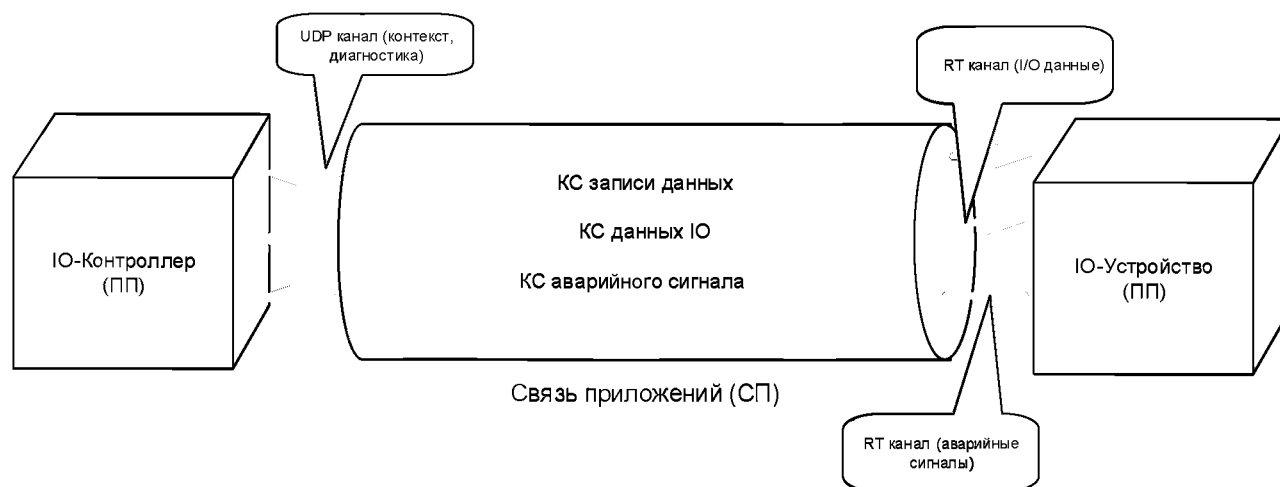 UDP канал (контекст,
диагностика)
RT канал (I/O данные)
КС записи данных
КС данных IO
КС аварийного сигнала
IO-Контроллер
(ПП)
IO-Устройство
(ПП)
Связь приложений (СП)
RT канал (аварийные
сигналы)